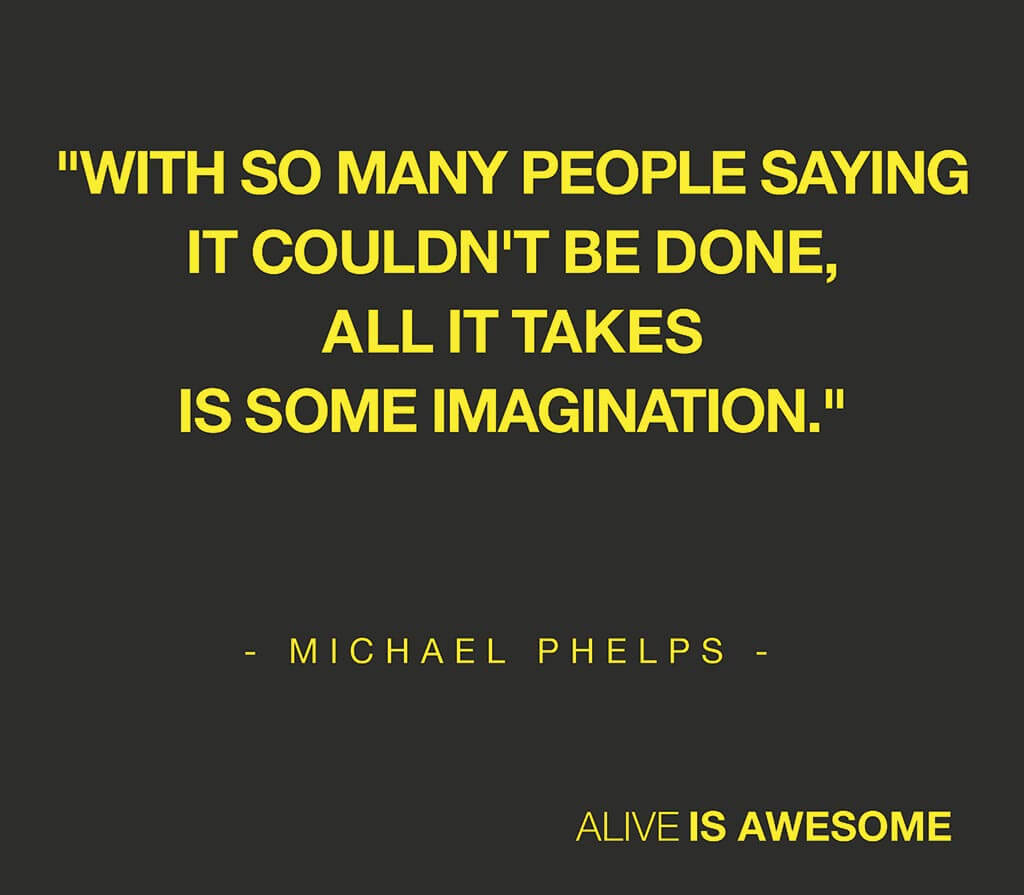 "WITH SO MANY PEOPLE SAYING
IT COULDN'T BE DONE,
ALL IT TAKES
IS SOME IMAGINATION."
- MICHAEL PHELPS -
ALIVE IS AWESOME